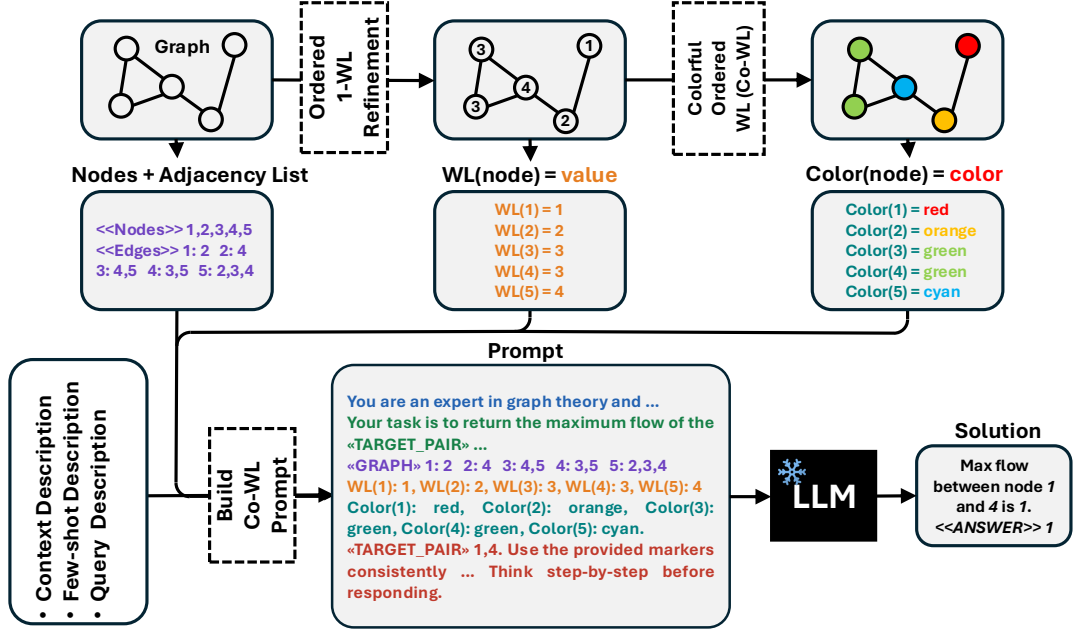 Graph
Ordered
1-WL
Refinement
3
1
4
3
2
Colorful
Ordered
WL (Co-WL)
Nodes + Adjacency List
WL(node) = value
Color(node) = color
<<Nodes>> 1,2,3,4,5
<<Edges>> 1: 2 2: 4
3: 4,5 4: 3,5 5: 2,3,4
WL(1) = 1
WL(2) = 2
WL(3) = 3
WL(4) = 3
WL(5) = 4
Color(1) = red
Color(2) = orange
Color(3) = green
Color(4) = green
Color(5) = cyan
• Context Description
• Few-shot Description
• Query Description
Build
Co-WL
Prompt
Prompt
You are an expert in graph theory and ...
Your task is to return the maximum flow of the
«TARGET_PAIR» ...
«GRAPH» 1: 2 2: 4 3: 4,5 4: 3,5 5: 2,3,4
WL(1): 1, WL(2): 2, WL(3): 3, WL(4): 3, WL(5): 4
Color(1): red, Color(2): orange, Color(3):
green, Color(4): green, Color(5): cyan.
«TARGET_PAIR» 1,4. Use the provided markers
consistently ... Think step-by-step before
responding.
LLM
Solution
Max flow
between node 1
and 4 is 1.
<<ANSWER>> 1